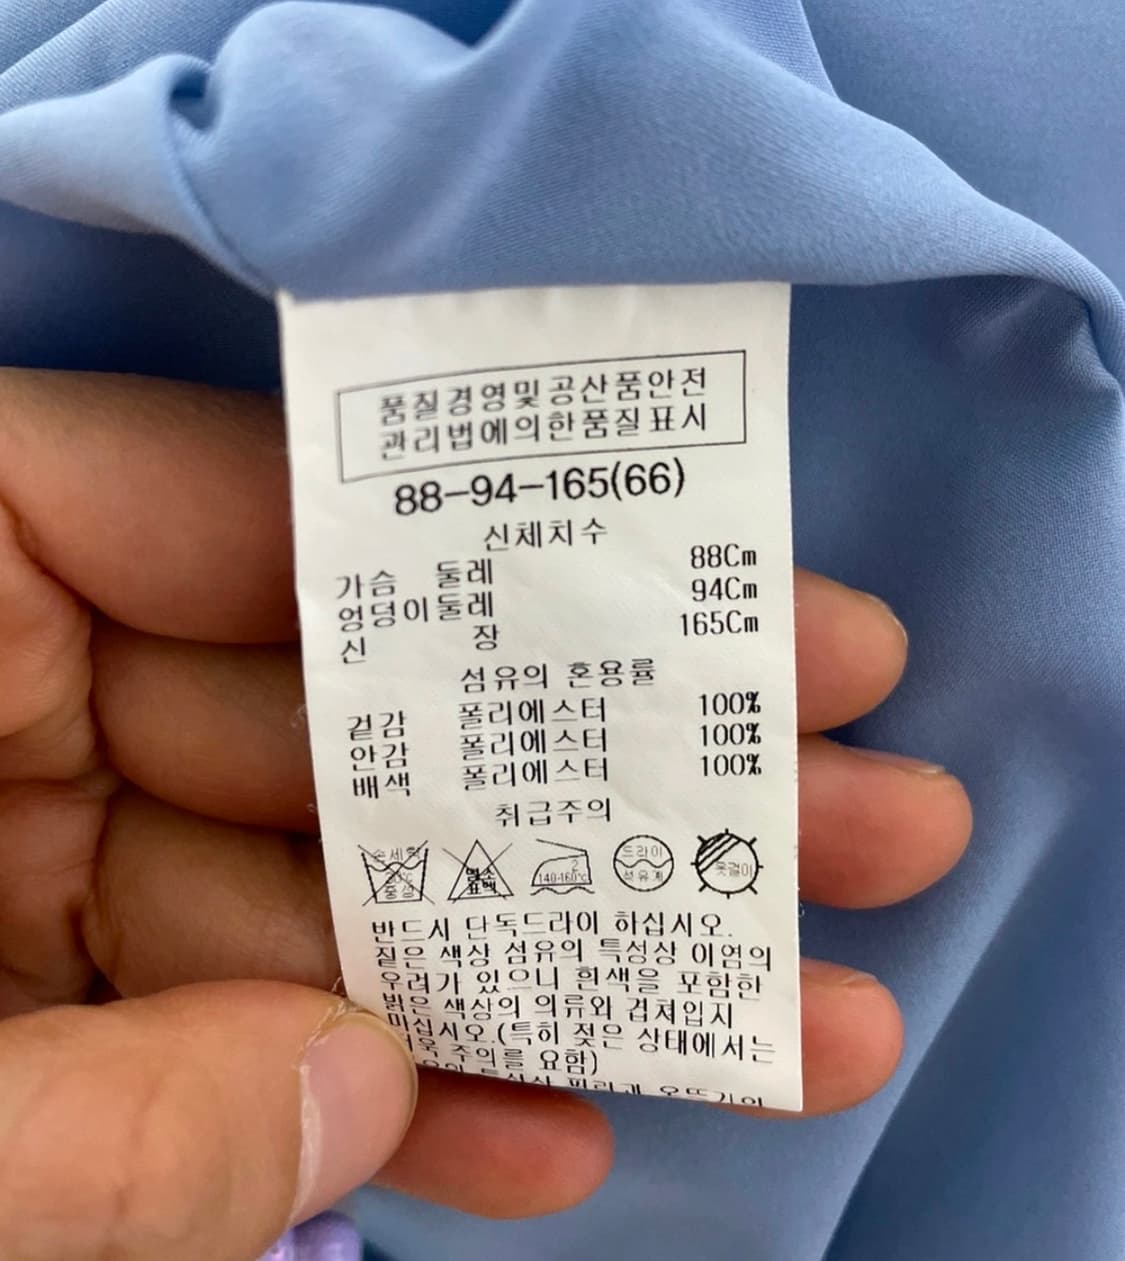 품질경영및공산품안전
관리법에의한품질표시
88-94-165(66)
신체치수
가슴 둘레 88Cm
엉덩이둘레 94Cm
신 장 165Cm
섬유의 혼용률
겉감 폴리에스터 100%
안감 폴리에스터 100%
배색 폴리에스터 100%
취급주의
손세탁 30℃ 중성
염소 표백
2 140-160℃
드라이 석유계
옷걸이
반드시 단독드라이 하십시오.
짙은 색상 섬유의 특성상 이염의
우려가 있으니 흰색을 포함한
밝은 색상의 의류와 겹쳐입지
마십시오.(특히 젖은 상태에서는
더욱 주의를 요함)